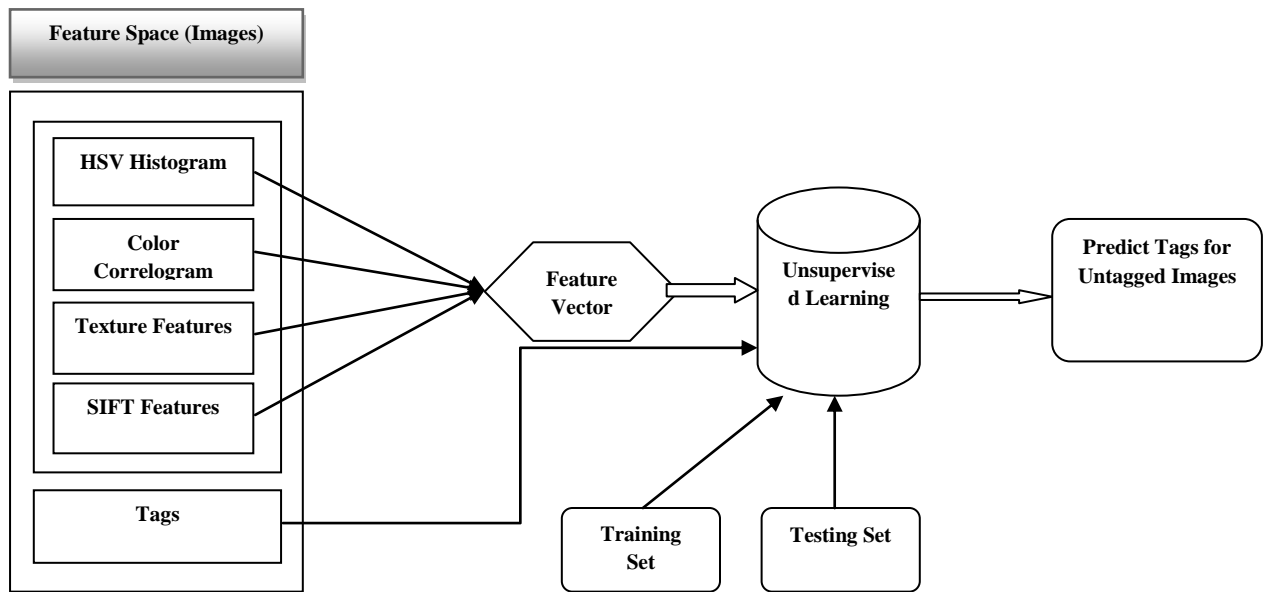 Feature Space (Images)
HSV Histogram
Color
Correlogram
Texture Features
SIFT Features
Tags
Feature
Vector
Unsupervise
d Learning
Training
Set
Testing Set
Predict Tags for
Untagged Images